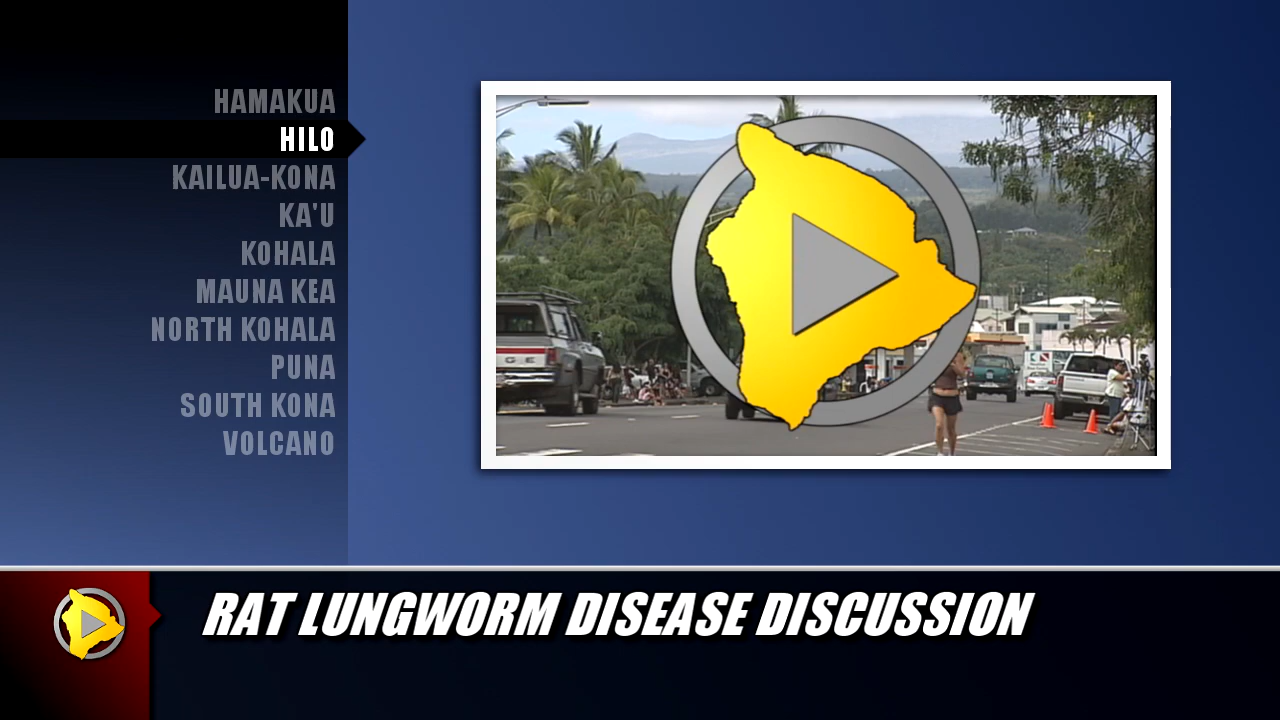 HAMAKUA
HILO
KAILUA-KONA
KA'U
KOHALA
MAUNA KEA
NORTH KOHALA
PUNA
SOUTH KONA
VOLCANO
RAT LUNGWORM DISEASE DISCUSSION